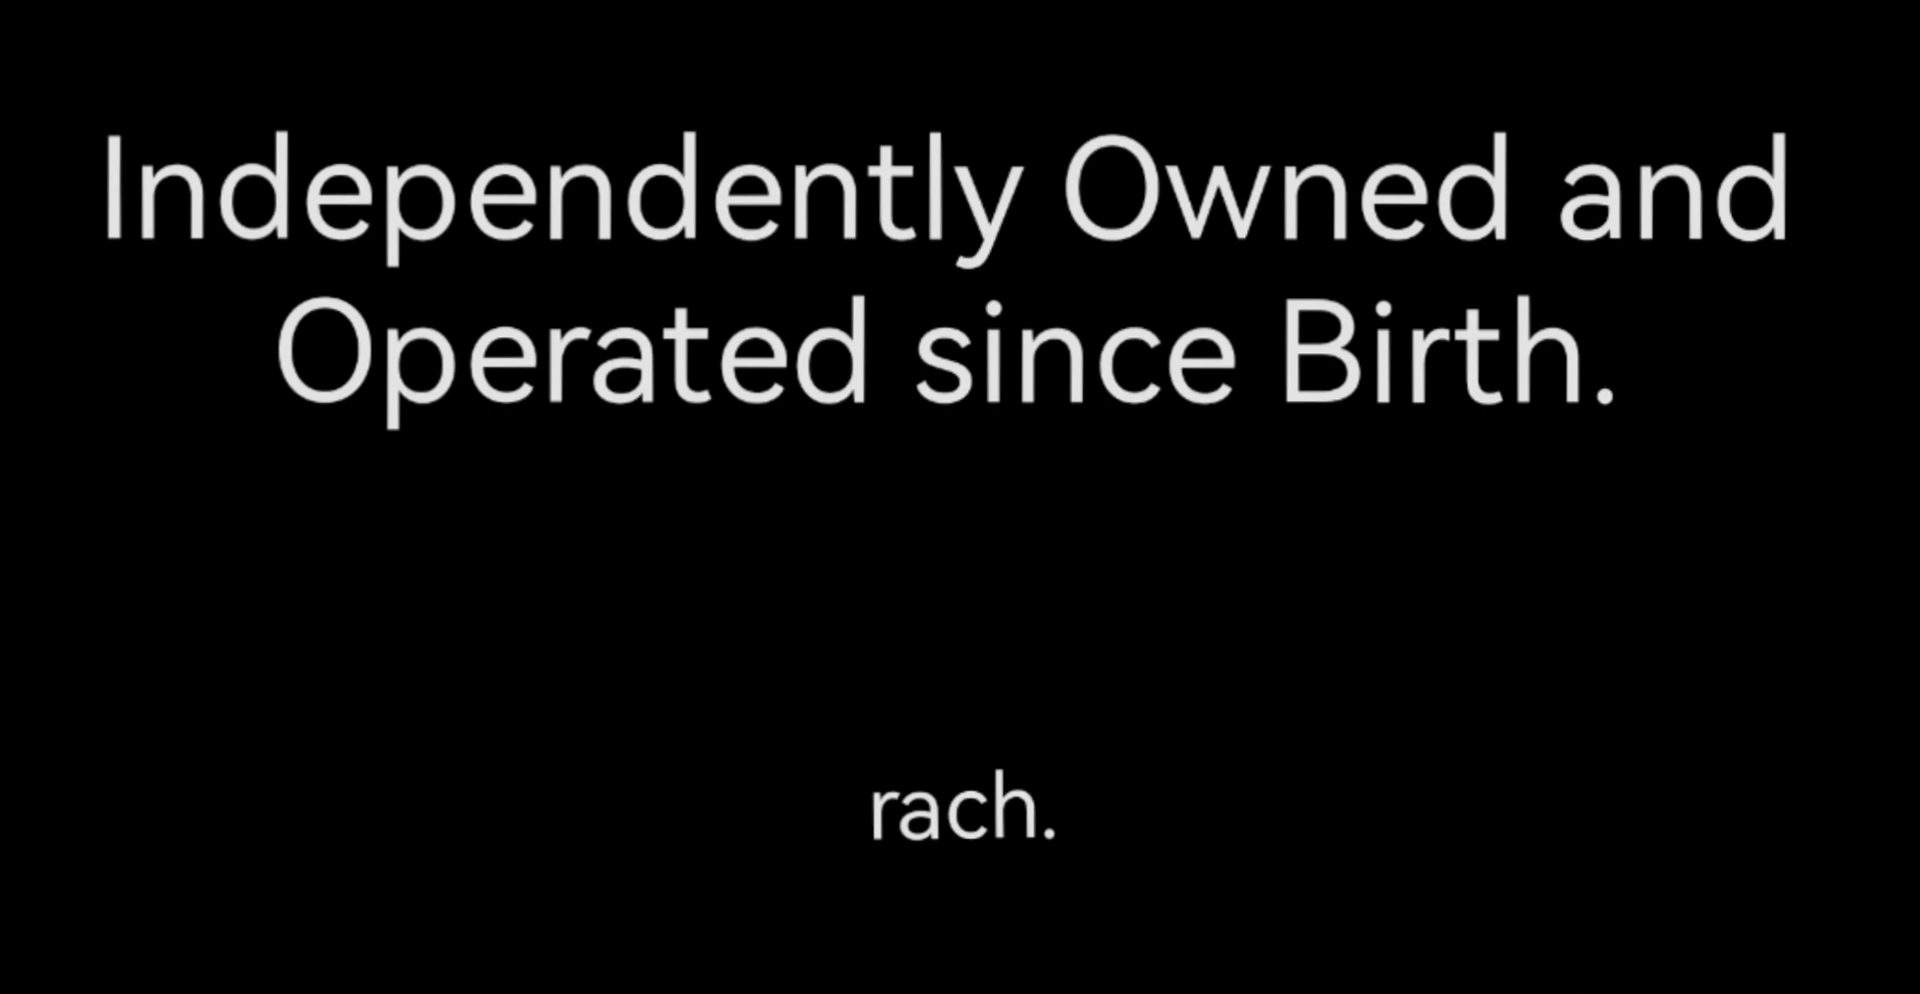 Independently Owned and
Operated since Birth.
rach.